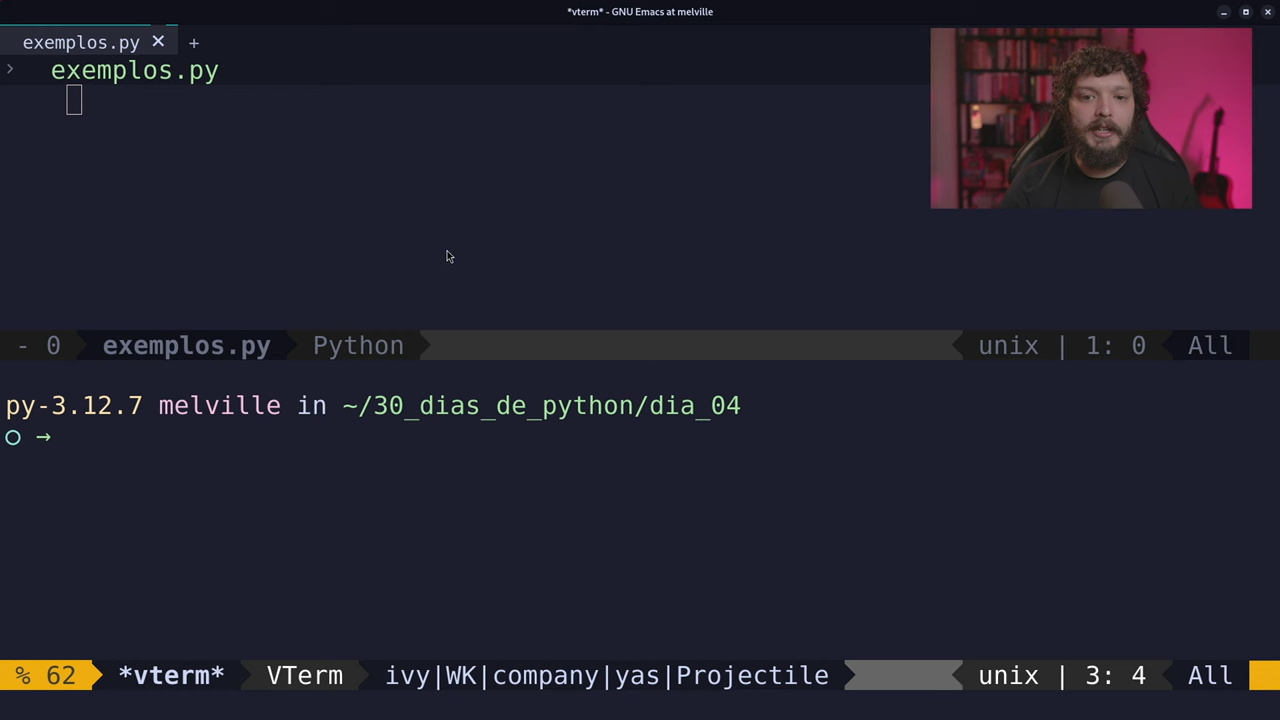 *vterm* - GNU Emacs at melville
exemplos.py ✕ +
› exemplos.py
- 0 exemplos.py Python unix | 1: 0 All
py-3.12.7 melville in ~/30_dias_de_python/dia_04
○ →
% 62 *vterm* VTerm ivy|WK|company|yas|Projectile unix | 3: 4 All